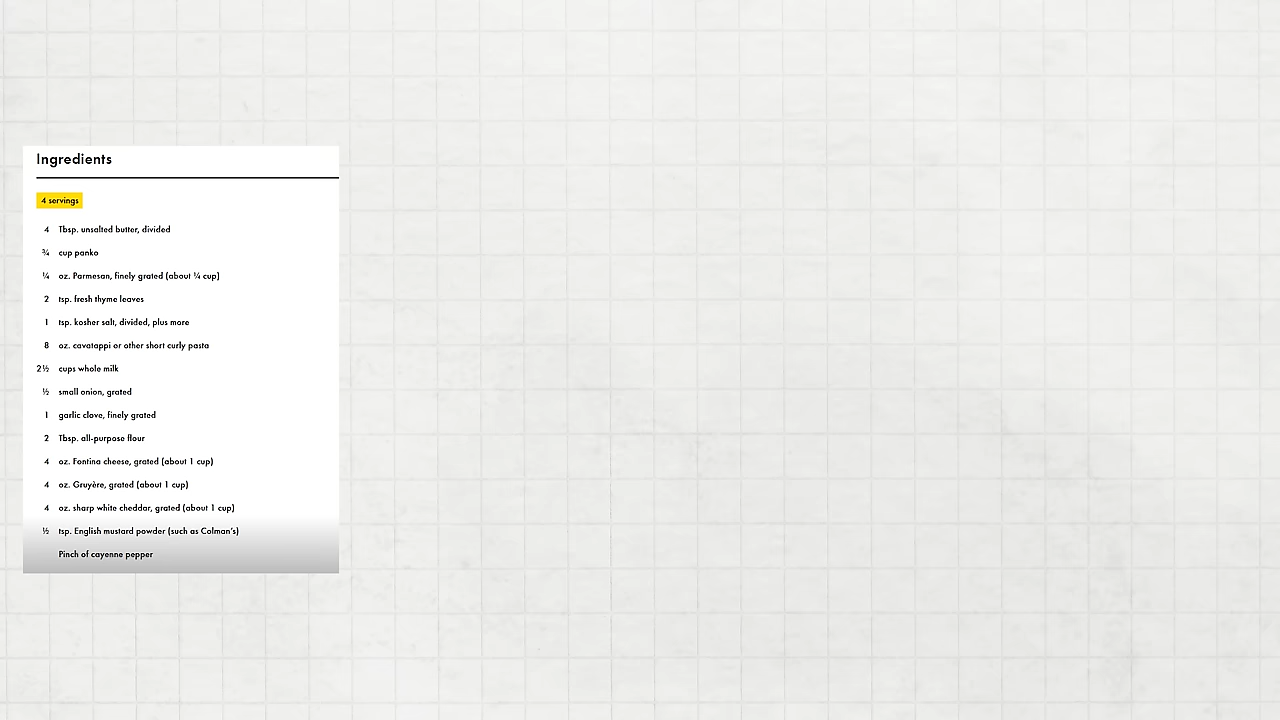 Ingredients
4 servings
4 Tbsp. unsalted butter, divided
¾ cup panko
¼ oz. Parmesan, finely grated (about ¼ cup)
2 tsp. fresh thyme leaves
1 tsp. kosher salt, divided, plus more
8 oz. cavatappi or other short curly pasta
2½ cups whole milk
½ small onion, grated
1 garlic clove, finely grated
2 Tbsp. all-purpose flour
4 oz. Fontina cheese, grated (about 1 cup)
4 oz. Gruyère, grated (about 1 cup)
4 oz. sharp white cheddar, grated (about 1 cup)
½ tsp. English mustard powder (such as Colman's)
Pinch of cayenne pepper